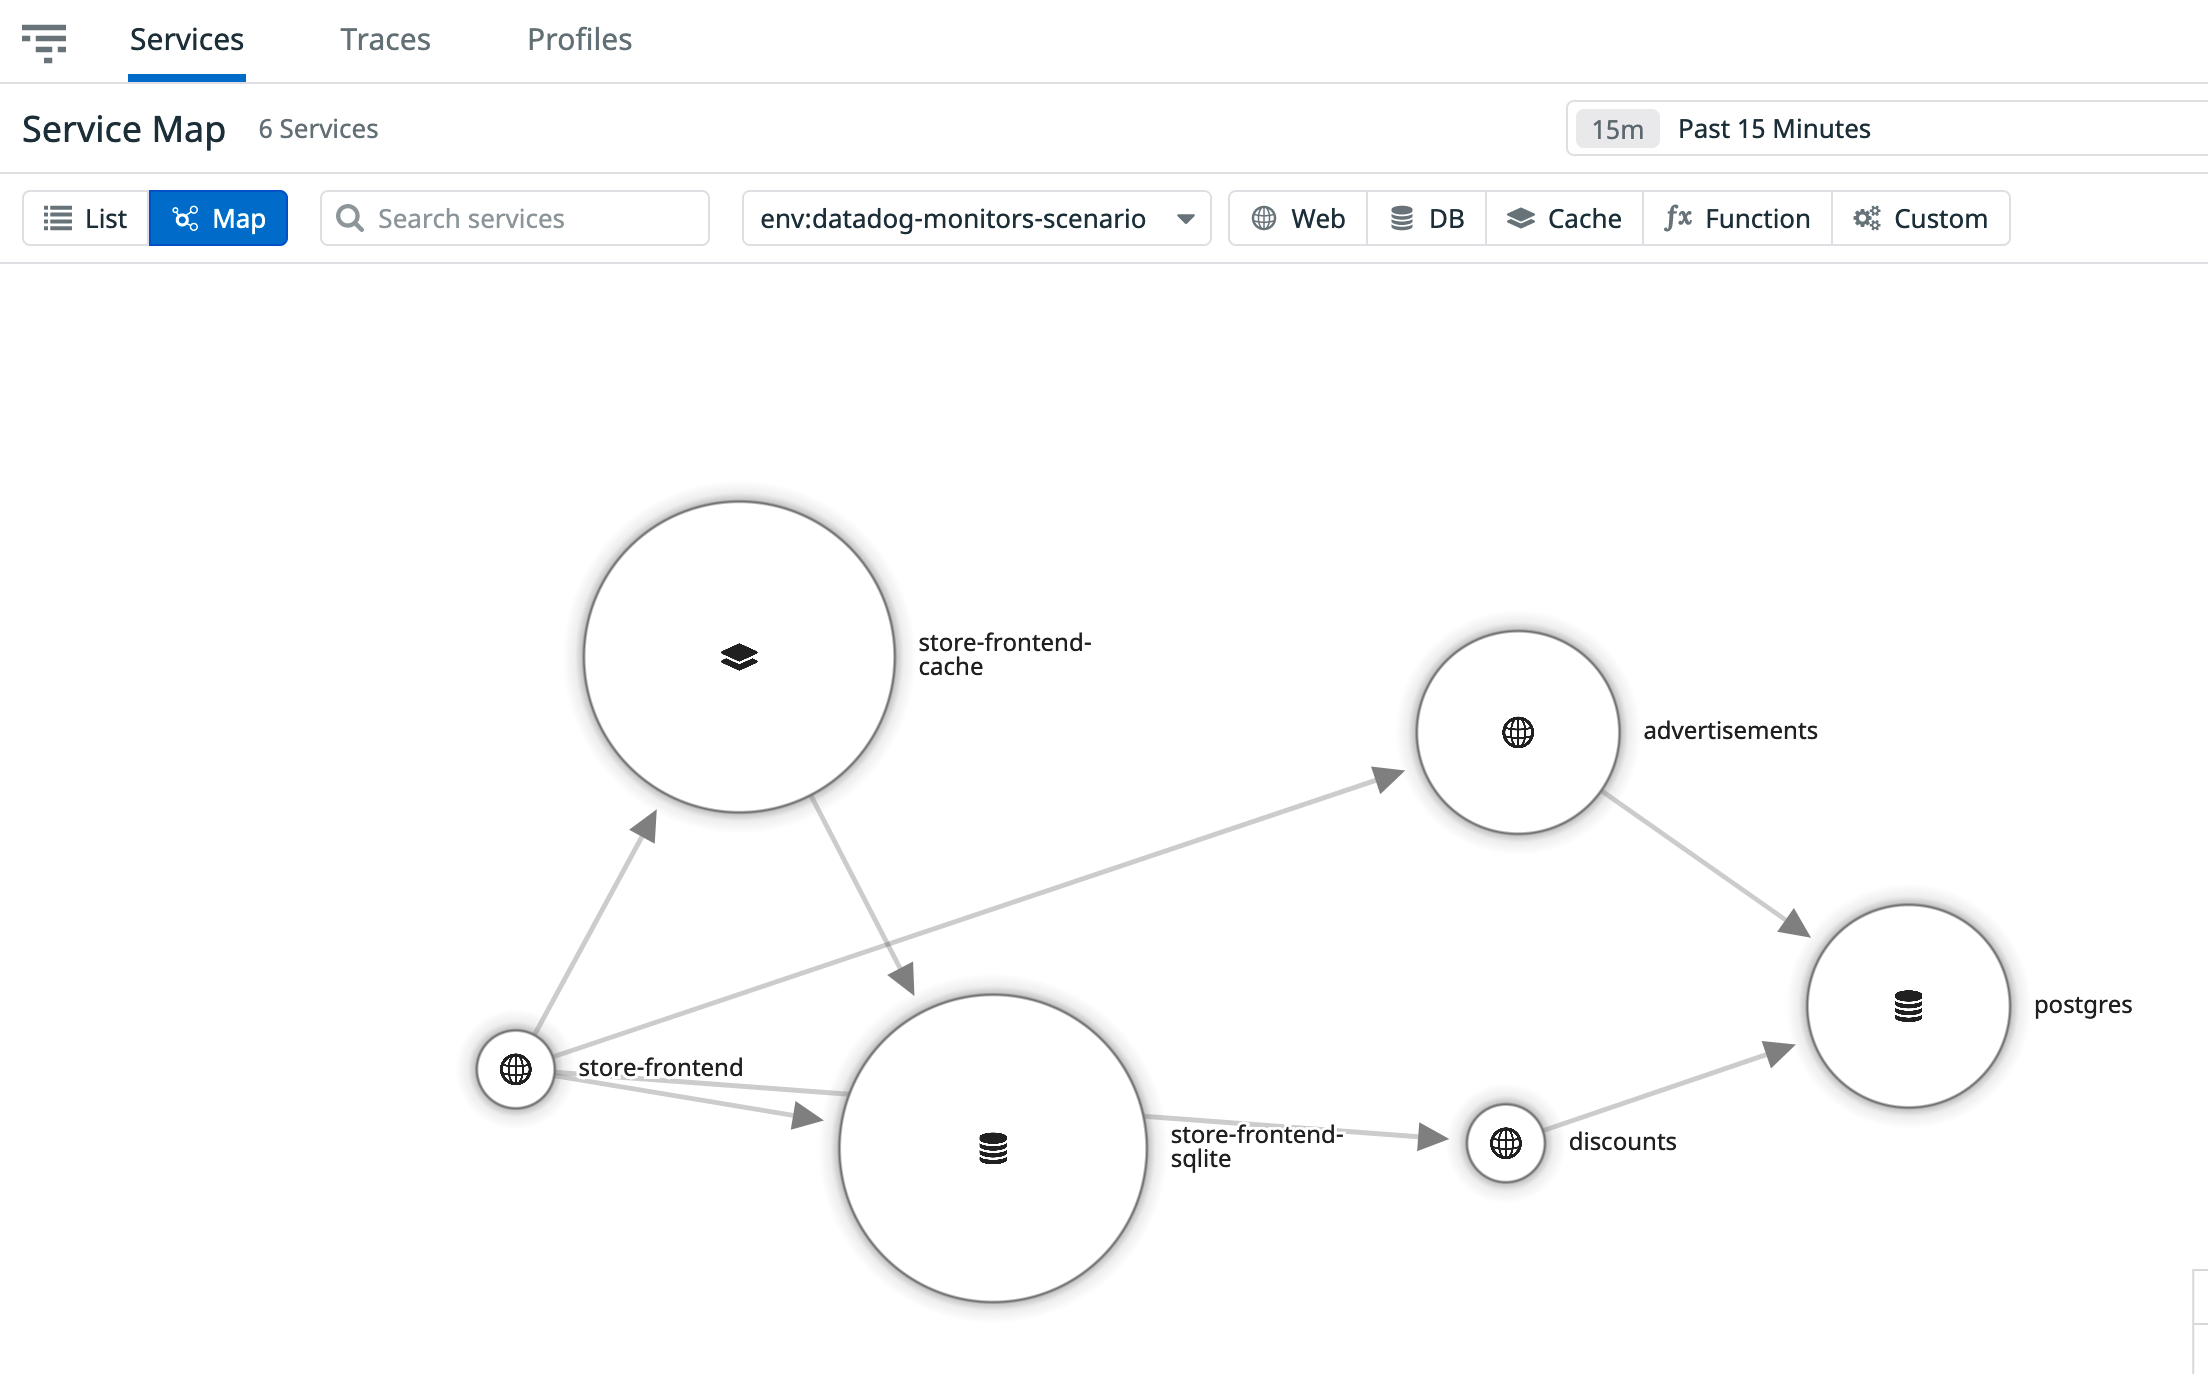 Services Traces Profiles
Service Map 6 Services 15m Past 15 Minutes
List Map Search services env:datadog-monitors-scenario Web DB Cache Function Custom
store-frontend-
cache
advertisements
postgres
store-frontend
store-frontend-
sqlite
discounts